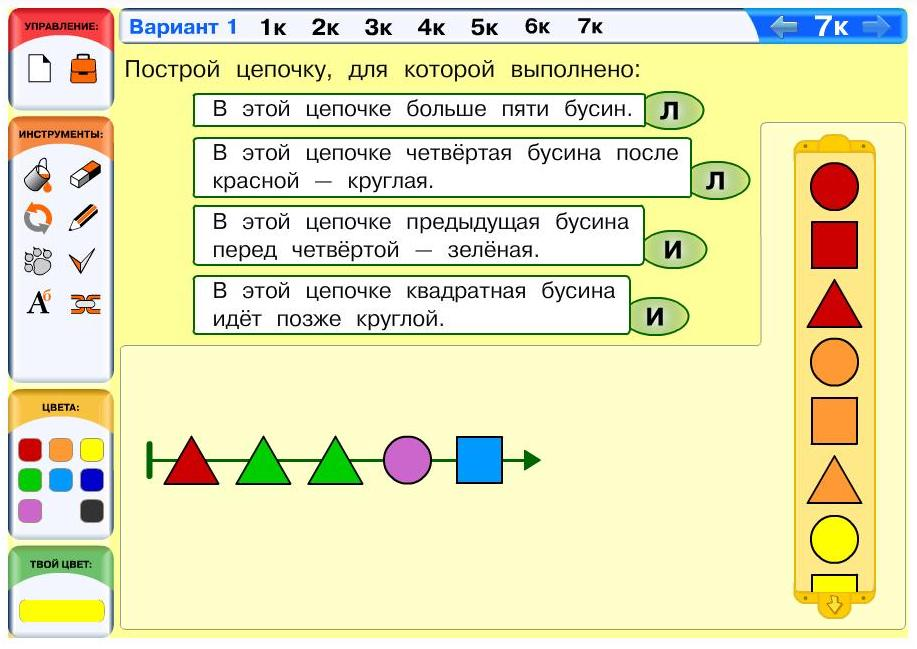 УПРАВЛЕНИЕ:
Вариант 1 1к 2к 3к 4к 5к 6к 7к
7к
Построй цепочку, для которой выполнено:
В этой цепочке больше пяти бусин.
Л
В этой цепочке четвёртая бусина после
красной — круглая.
Л
В этой цепочке предыдущая бусина
перед четвёртой — зелёная.
И
В этой цепочке квадратная бусина
идёт позже круглой.
И
ИНСТРУМЕНТЫ:
Аб
ЦВЕТА:
ТВОЙ ЦВЕТ: